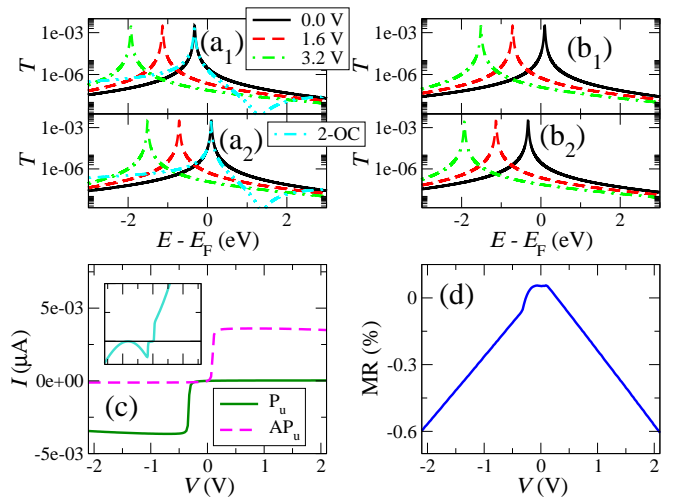 1e-03
1e-06
T
(a1)
0.0 V
1.6 V
3.2 V
1e-03
1e-06
T
(b1)
1e-03
1e-06
T
(a2)
2-OC
-2 0 2
E - EF (eV)
1e-03
1e-06
T
(b2)
-2 0 2
E - EF (eV)
5e-03
0e+00
-5e-03
I (μA)
(c)
Pu
APu
-2 -1 0 1 2
V (V)
0
-0.3
-0.6
MR (%)
(d)
-2 -1 0 1 2
V (V)